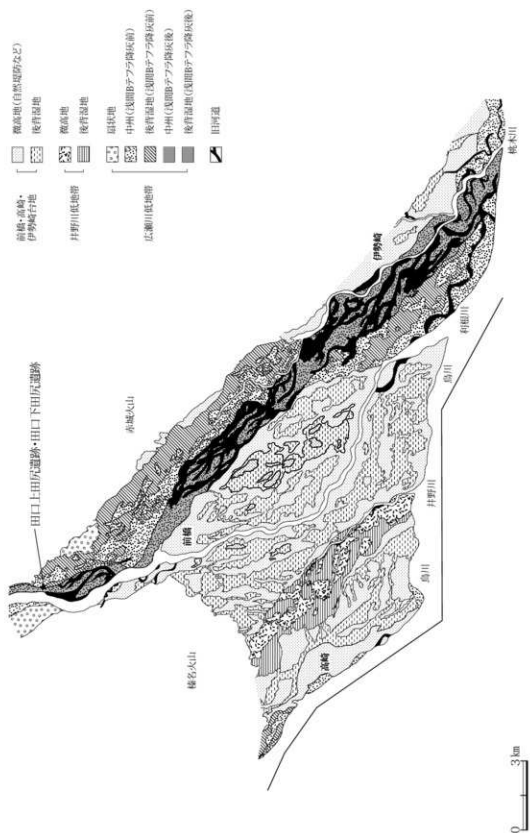 前橋・高崎・
伊勢崎台地
微高地(自然堤防など)
後背湿地
井野川低地帯
微高地
後背湿地
広瀬川低地帯
扇状地
中州(浅間Bテフラ降灰前)
後背湿地(浅間Bテフラ降灰前)
中州(浅間Bテフラ降灰後)
後背湿地(浅間Bテフラ降灰後)
旧河道
田口上田尻遺跡・田口下田尻遺跡
赤城火山
榛名火山
前橋
伊勢崎
高崎
桃木川
利根川
烏川
井野川
烏川
0 3km